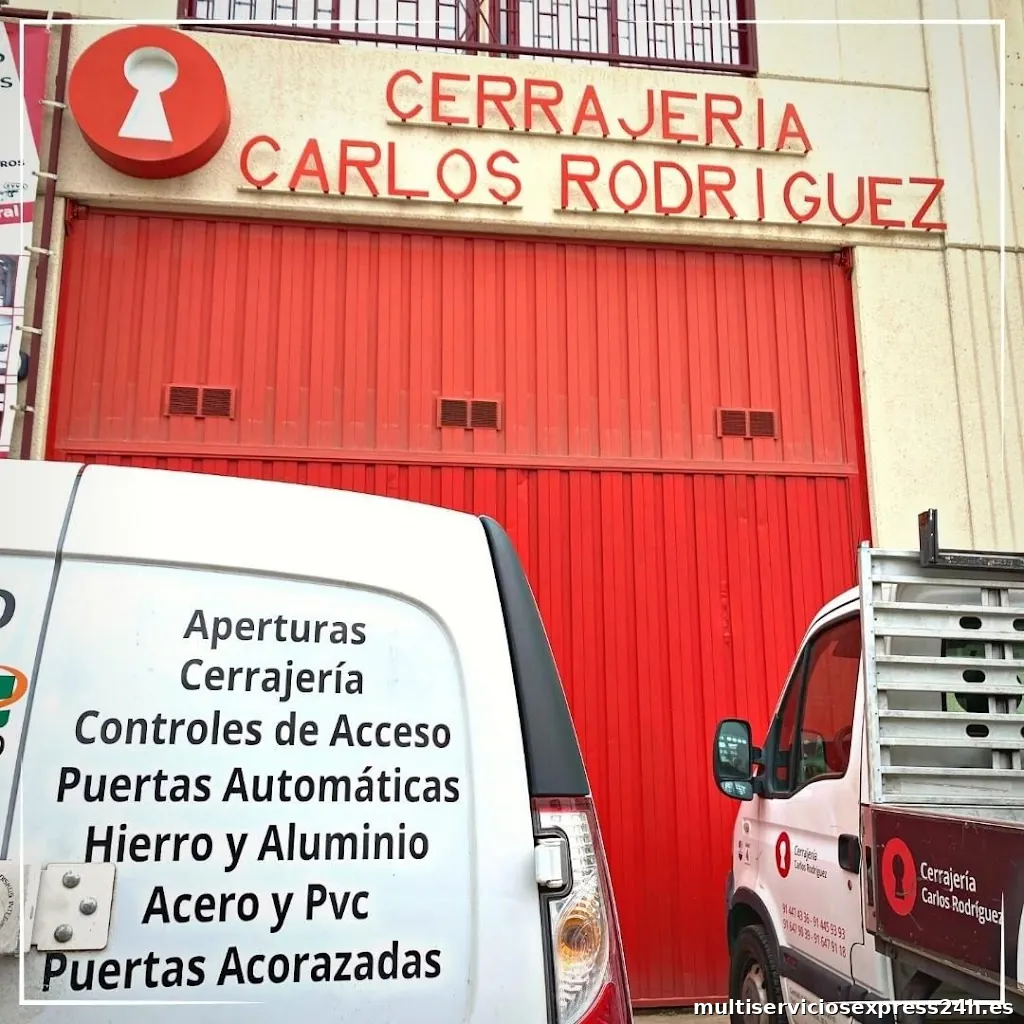 CERRAJERIA
CARLOS RODRIGUEZ
Aperturas
Cerrajería
Controles de Acceso
Puertas Automáticas
Hierro y Aluminio
Acero y Pvc
Puertas Acorazadas
Cerrajería
Carlos Rodríguez
Cerrajería
Carlos Rodríguez
multiserviciosexpress24h.es